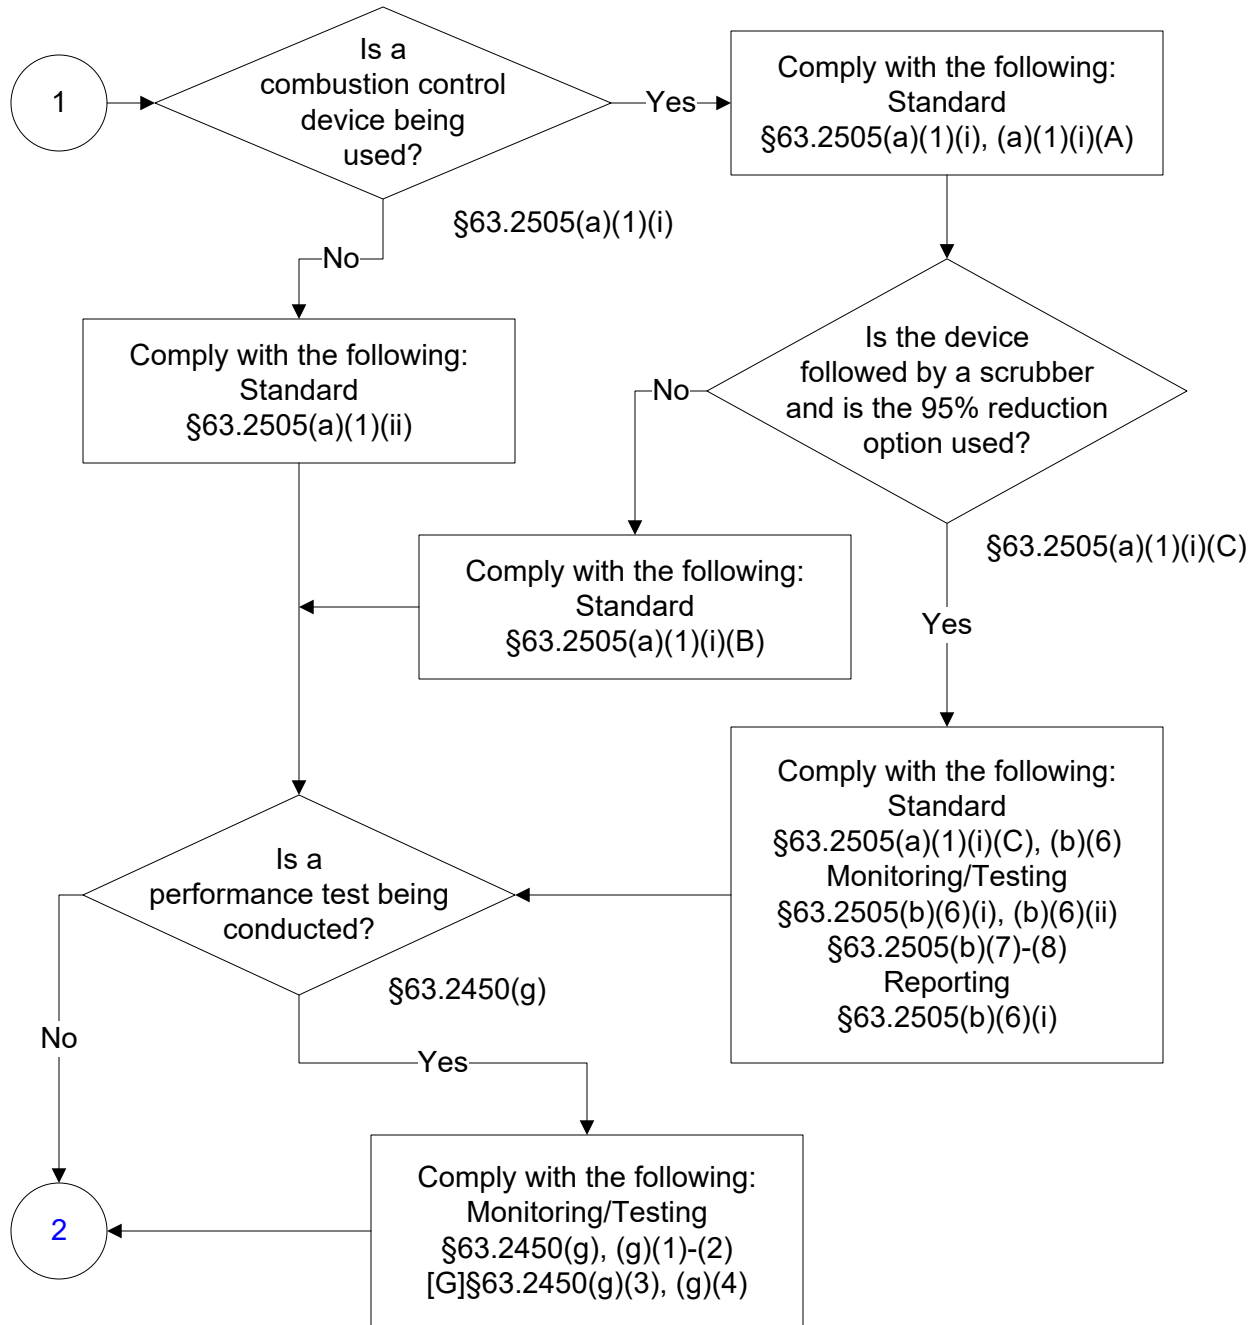 1
Is a
combustion control
device being
used?
Yes
Comply with the following:
Standard
§63.2505(a)(1)(i), (a)(1)(i)(A)
§63.2505(a)(1)(i)
No
Comply with the following:
Standard
§63.2505(a)(1)(ii)
Is the device
followed by a scrubber
and is the 95% reduction
option used?
No
§63.2505(a)(1)(i)(C)
Comply with the following:
Standard
§63.2505(a)(1)(i)(B)
Yes
Comply with the following:
Standard
§63.2505(a)(1)(i)(C), (b)(6)
Monitoring/Testing
§63.2505(b)(6)(i), (b)(6)(ii)
§63.2505(b)(7)-(8)
Reporting
§63.2505(b)(6)(i)
Is a
performance test being
conducted?
§63.2450(g)
No
Yes
Comply with the following:
Monitoring/Testing
§63.2450(g), (g)(1)-(2)
[G]§63.2450(g)(3), (g)(4)
2